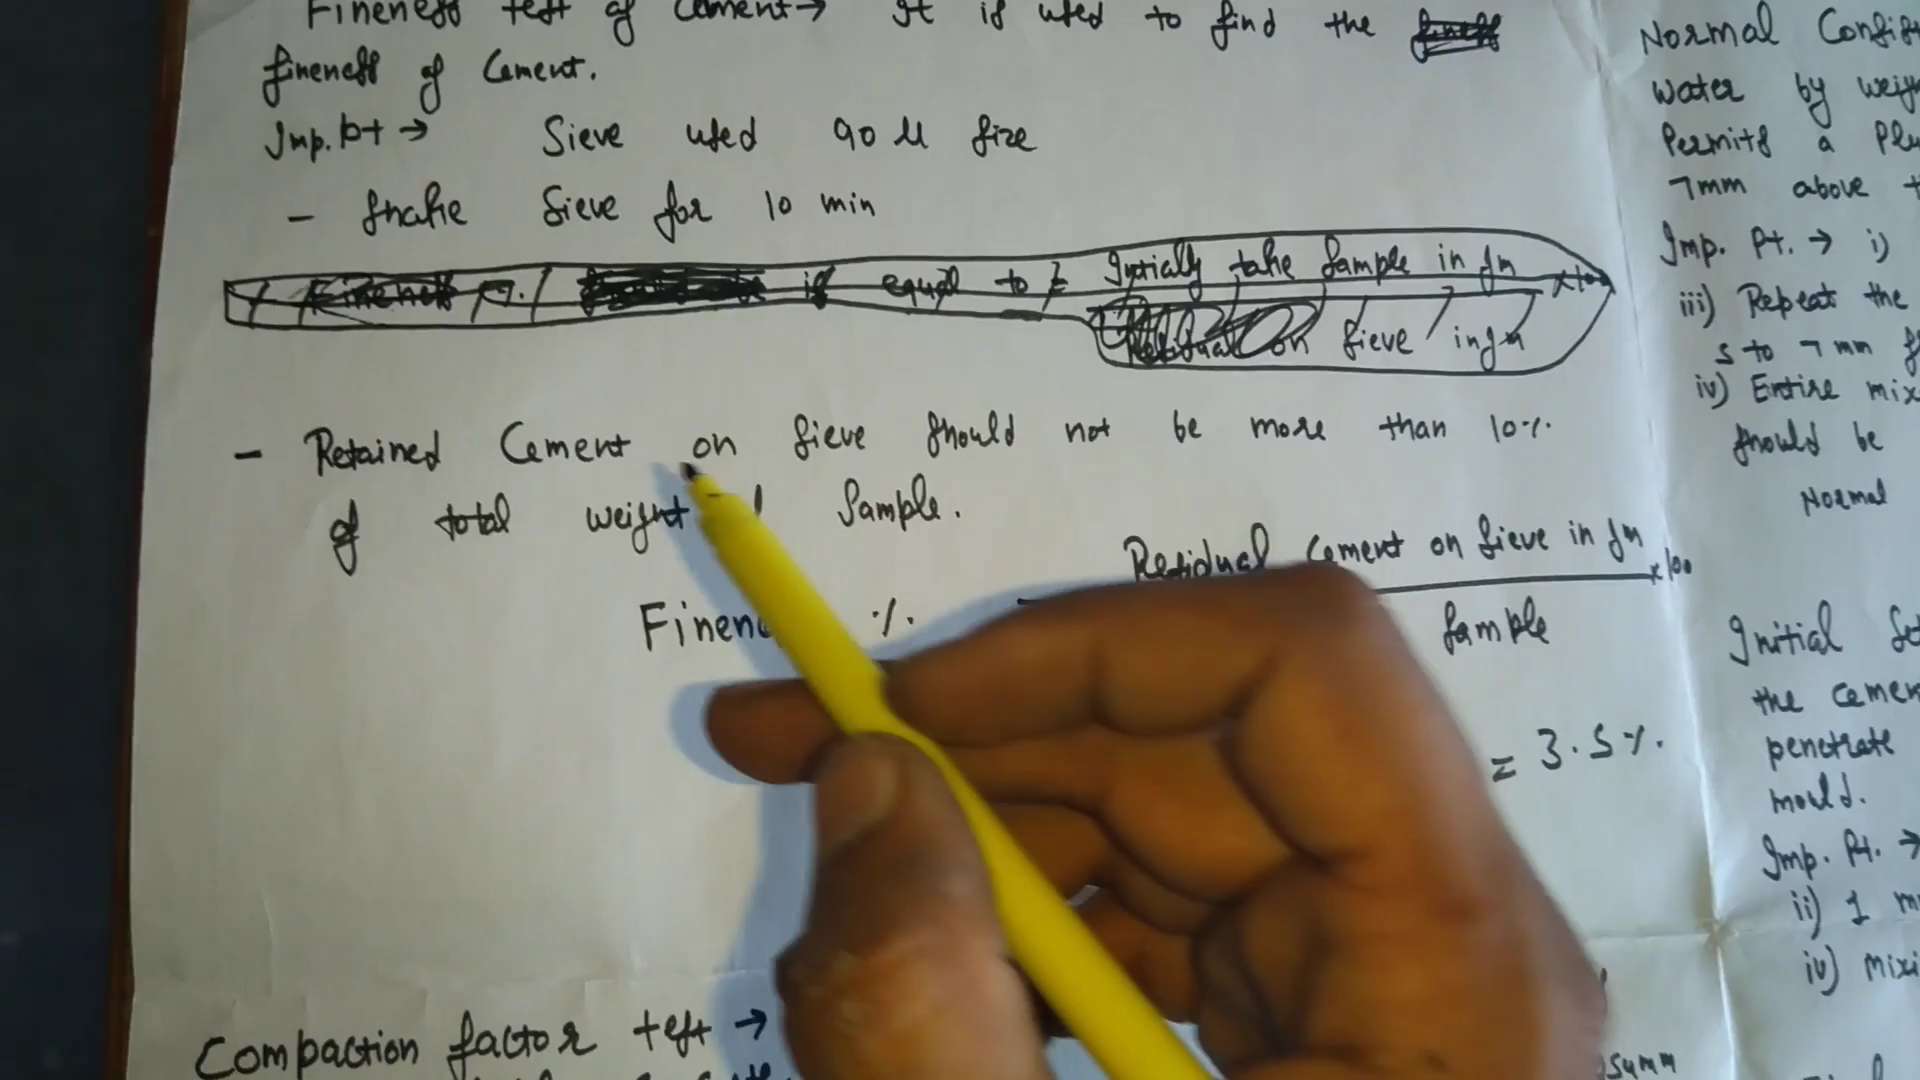 Fineness test of Cement → It is used to find the
fineness of Cement.
Imp. pt → Sieve used 90 µ size
- Shake Sieve for 10 min
Fineness is equal to = Initially take Sample in gm ×100
Residual on Sieve in gm
- Retained Cement on Sieve should not be more than 10%.
of total weight Sample.
Residual Cement on Sieve in gm ×100
%.
Sample
= 3.5%.
Compaction factor test →
Normal
water by
Permits a
7mm above
Imp. Pt. → i)
iii) Repeat the
5 to 7 mm
iv) Entire
should be
Normal
Initial
the
penetrate
mould.
Imp. Pt. →
ii) 1
iv)